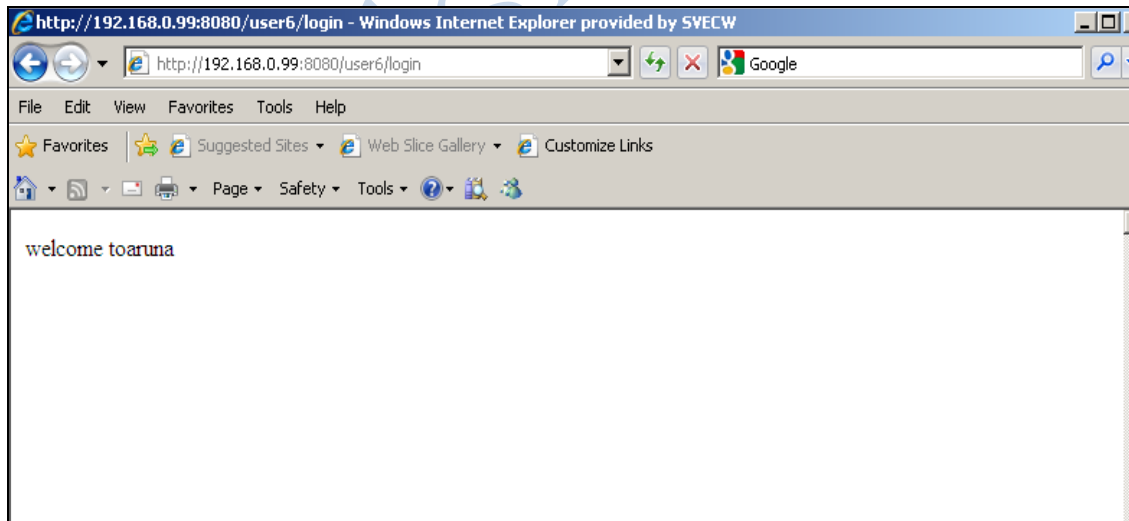 http://192.168.0.99:8080/user6/login - Windows Internet Explorer provided by SVECW
http://192.168.0.99:8080/user6/login Google
File Edit View Favorites Tools Help
Favorites Suggested Sites Web Slice Gallery Customize Links
Page Safety Tools
welcome toaruna